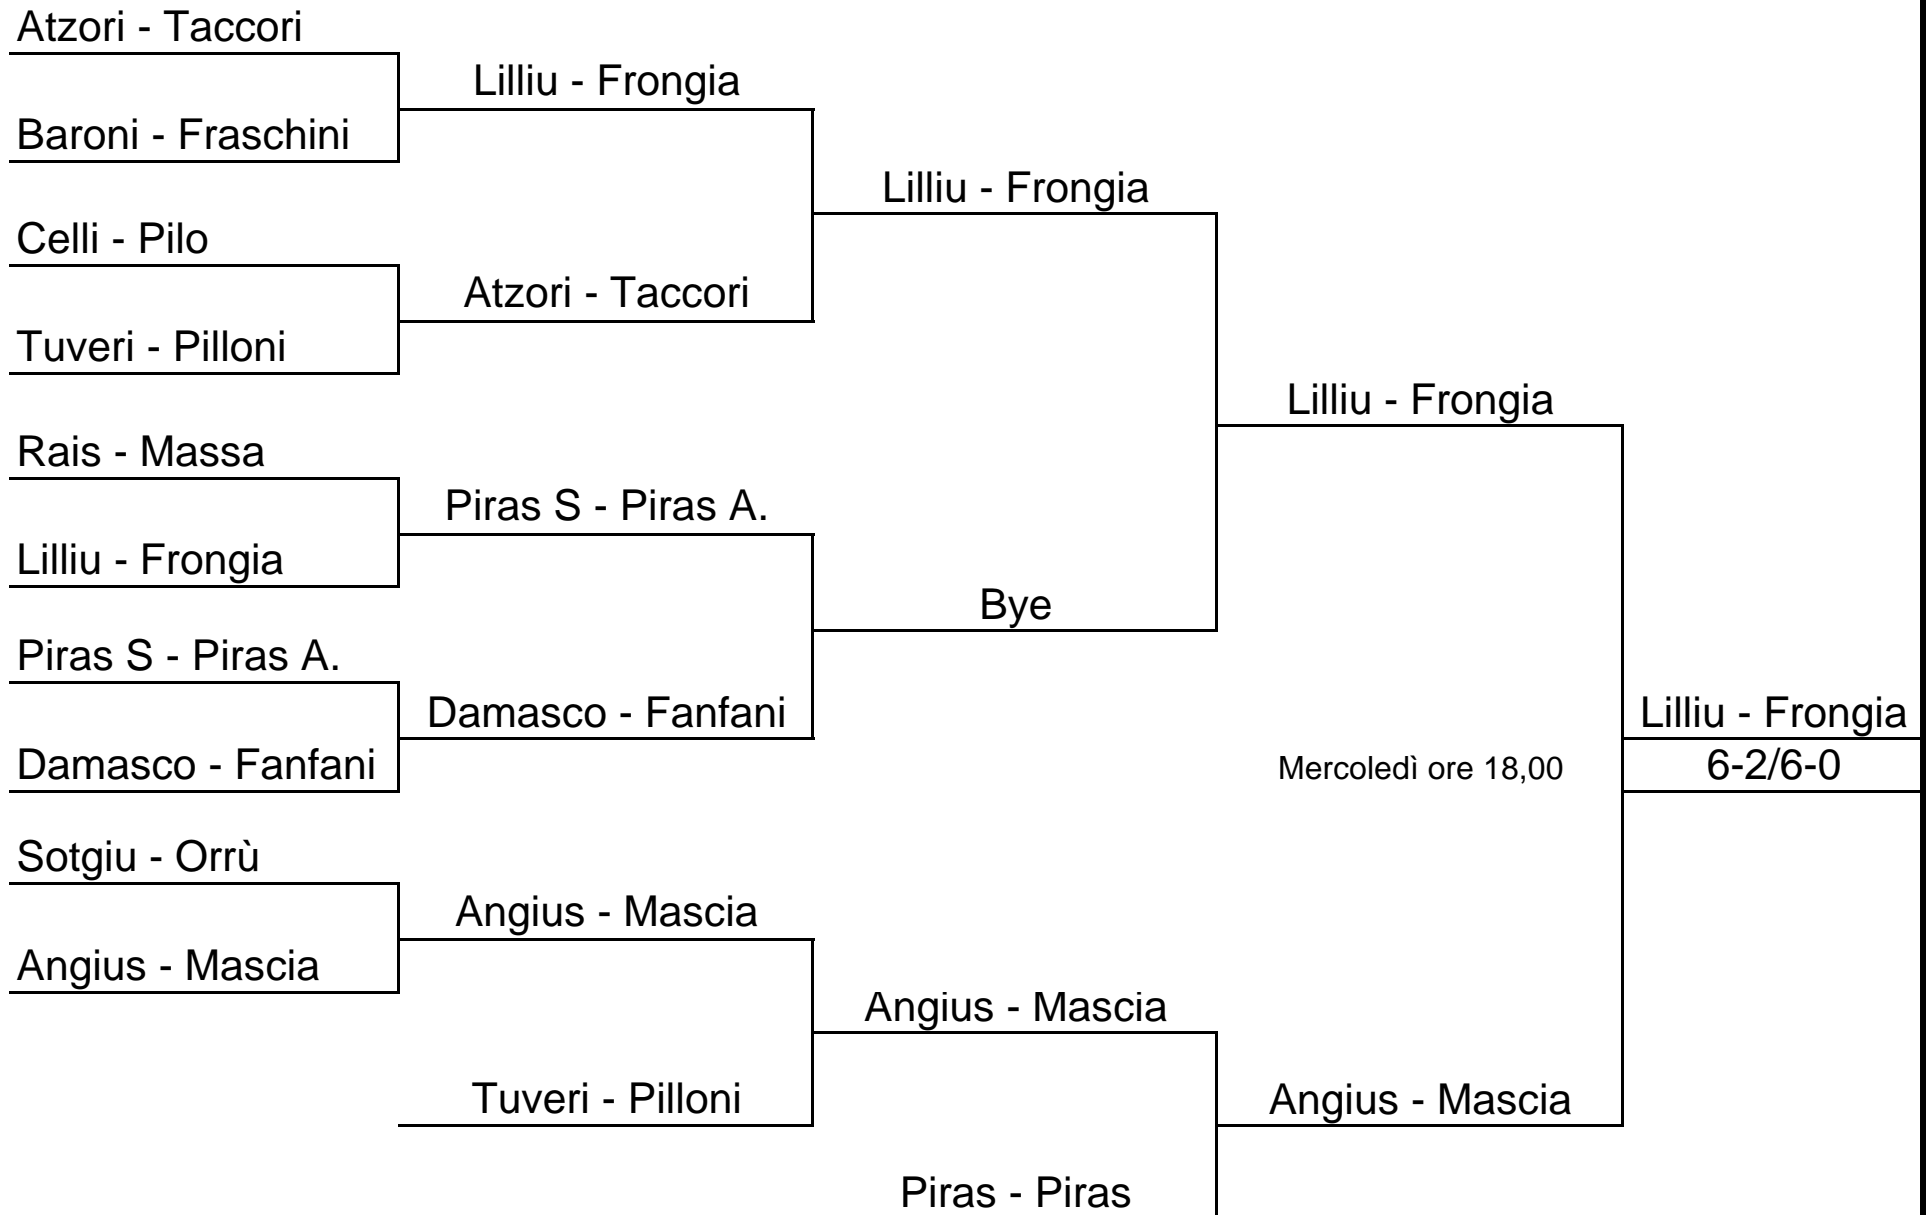 Atzori - Taccori
Baroni - Fraschini
Celli - Pilo
Tuveri - Pilloni
Rais - Massa
Lilliu - Frongia
Piras S - Piras A.
Damasco - Fanfani
Sotgiu - Orrù
Angius - Mascia
Lilliu - Frongia
Atzori - Taccori
Piras S - Piras A.
Damasco - Fanfani
Angius - Mascia
Tuveri - Pilloni
Lilliu - Frongia
Bye
Angius - Mascia
Piras - Piras
Lilliu - Frongia
Mercoledì ore 18,00
Angius - Mascia
Lilliu - Frongia
6-2/6-0